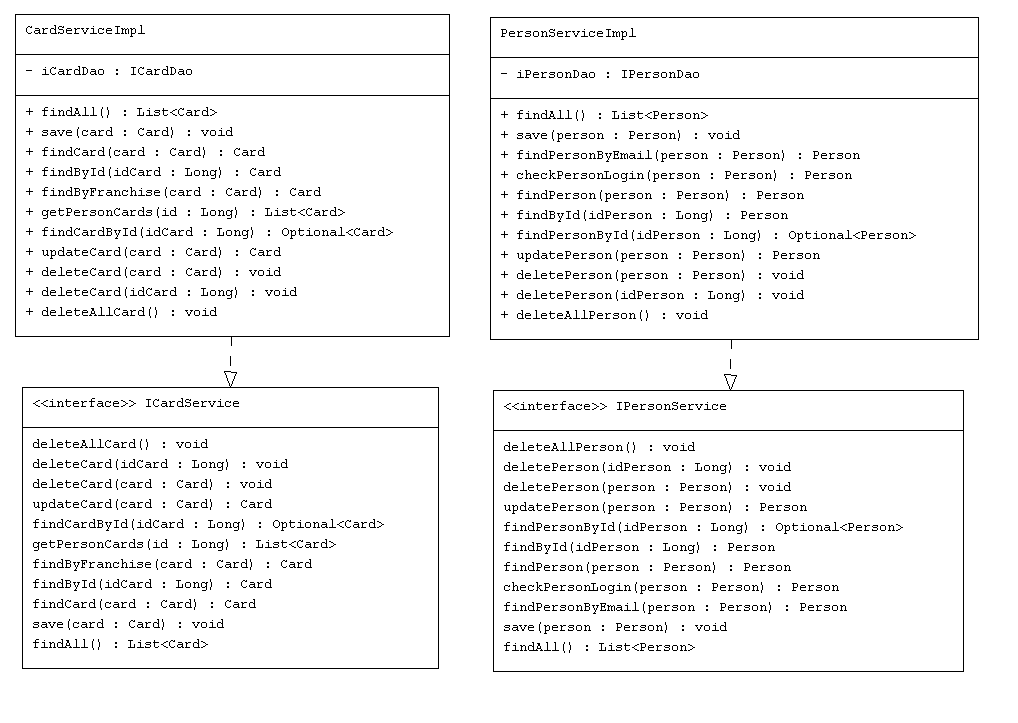 CardServiceImpl
- iCardDao : ICardDao
+ findAll() : List<Card>
+ save(card : Card) : void
+ findCard(card : Card) : Card
+ findById(idCard : Long) : Card
+ findByFranchise(card : Card) : Card
+ getPersonCards(id : Long) : List<Card>
+ findCardById(idCard : Long) : Optional<Card>
+ updateCard(card : Card) : Card
+ deleteCard(card : Card) : void
+ deleteCard(idCard : Long) : void
+ deleteAllCard() : void
PersonServiceImpl
- iPersonDao : IPersonDao
+ findAll() : List<Person>
+ save(person : Person) : void
+ findPersonByEmail(person : Person) : Person
+ checkPersonLogin(person : Person) : Person
+ findPerson(person : Person) : Person
+ findById(idPerson : Long) : Person
+ findPersonById(idPerson : Long) : Optional<Person>
+ updatePerson(person : Person) : Person
+ deletePerson(person : Person) : void
+ deletePerson(idPerson : Long) : void
+ deleteAllPerson() : void
<<interface>> ICardService
deleteAllCard() : void
deleteCard(idCard : Long) : void
deleteCard(card : Card) : void
updateCard(card : Card) : Card
findCardById(idCard : Long) : Optional<Card>
getPersonCards(id : Long) : List<Card>
findByFranchise(card : Card) : Card
findById(idCard : Long) : Card
findCard(card : Card) : Card
save(card : Card) : void
findAll() : List<Card>
<<interface>> IPersonService
deleteAllPerson() : void
deletePerson(idPerson : Long) : void
deletePerson(person : Person) : void
updatePerson(person : Person) : Person
findPersonById(idPerson : Long) : Optional<Person>
findById(idPerson : Long) : Person
findPerson(person : Person) : Person
checkPersonLogin(person : Person) : Person
findPersonByEmail(person : Person) : Person
save(person : Person) : void
findAll() : List<Person>